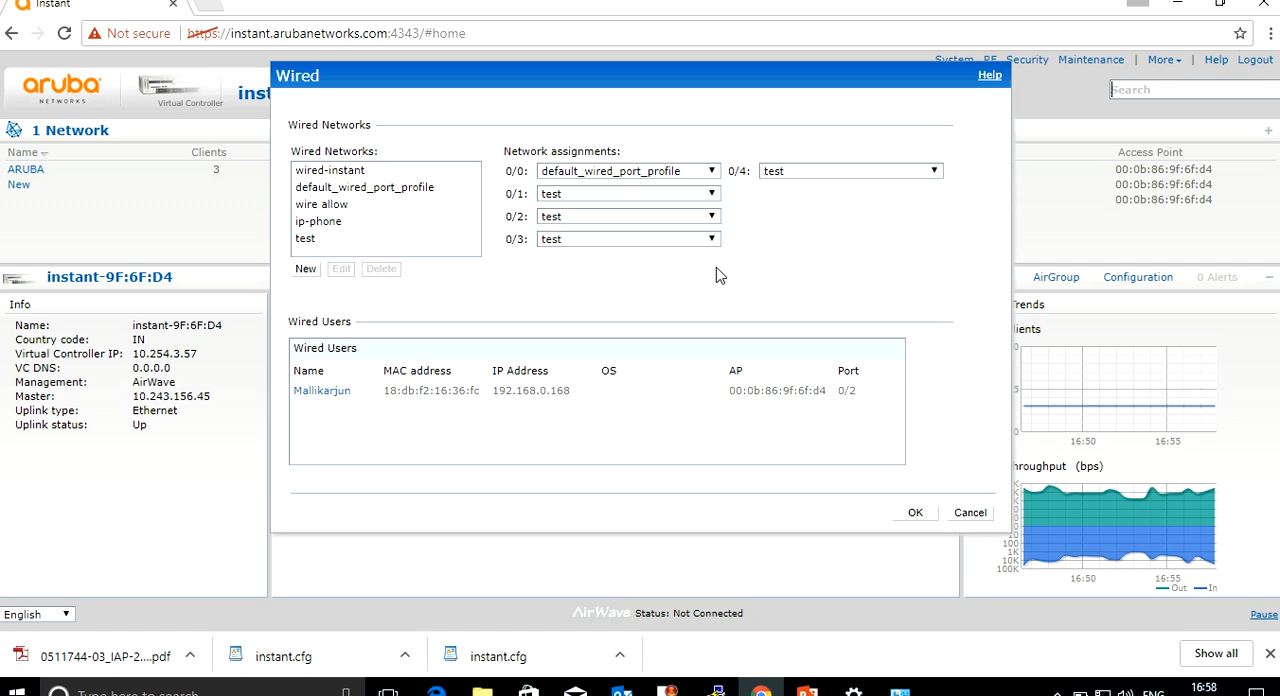 Instant
Not secure
https://instant.arubanetworks.com:4343/#home
System
RF
Security
Maintenance
|
More
|
Help
Logout
aruba
NETWORKS
Virtual Controller
inst
Search
1 Network
Name
Clients
ARUBA
3
New
Access Point
00:0b:86:9f:6f:d4
00:0b:86:9f:6f:d4
00:0b:86:9f:6f:d4
Wired
Help
Wired Networks
Wired Networks:
wired-instant
default_wired_port_profile
wire allow
ip-phone
test
New
Edit
Delete
Network assignments:
0/0: default_wired_port_profile
0/4: test
0/1: test
0/2: test
0/3: test
Wired Users
Wired Users
Name MAC address IP Address OS AP Port
Mallikarjun 18:db:f2:16:36:fc 192.168.0.168 00:0b:86:9f:6f:d4 0/2
OK
Cancel
instant-9F:6F:D4
Info
Name: instant-9F:6F:D4
Country code: IN
Virtual Controller IP: 10.254.3.57
VC DNS: 0.0.0.0
Management: AirWave
Master: 10.243.156.45
Uplink type: Ethernet
Uplink status: Up
AirGroup
Configuration
0 Alerts
Trends
lients
0
5
0
16:50
16:55
hroughput (bps)
10
100
1K
10K
100K
16:50
16:55
Out
In
English
AirWave Status: Not Connected
Pause
0511744-03_IAP-2....pdf
instant.cfg
instant.cfg
Show all
Type here to search
ENG
16:58